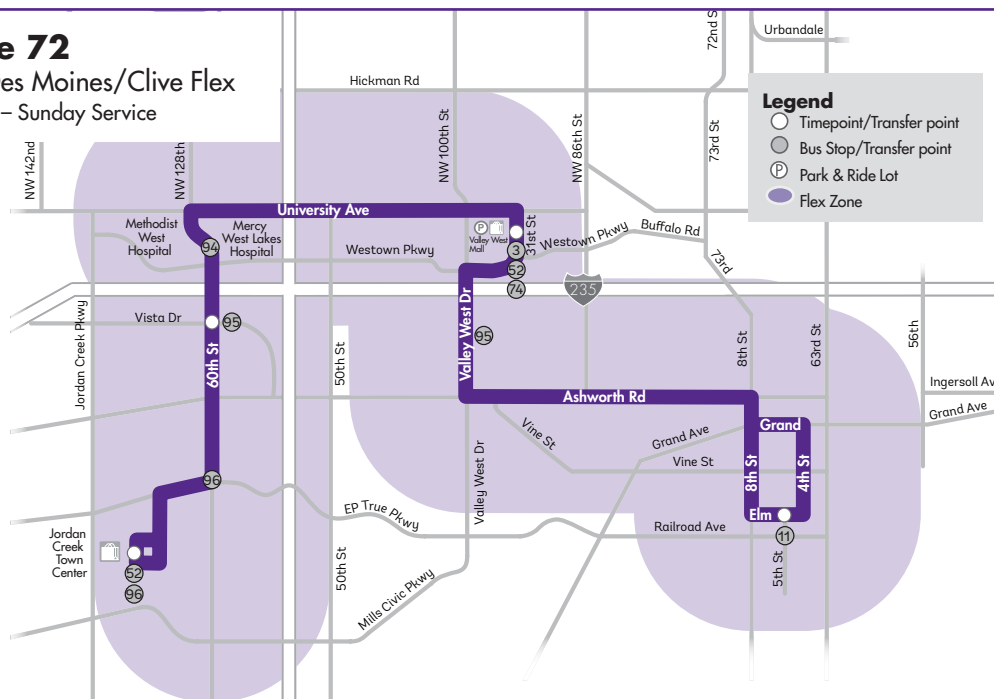 e 72
es Moines/Clive Flex
– Sunday Service
Legend
Timepoint/Transfer point
Bus Stop/Transfer point
P Park & Ride Lot
Flex Zone
Urbandale
72nd S
Hickman Rd
NW 142nd
NW 128th
NW 100th St
NW 86th St
73rd St
University Ave
Methodist
West
Hospital
94
Mercy
West Lakes
Hospital
Westown Pkwy
P
Valley West
Mall
31st St
3
52
74
Westown Pkwy
Buffalo Rd
73rd
235
Jordan Creek Pkwy
Vista Dr
95
60th St
50th St
Valley West Dr
95
8th St
63rd St
56th
Ingersoll Av
Grand Ave
Ashworth Rd
Grand
Vine St
Grand Ave
Vine St
8th St
4th St
Valley West Dr
96
EP True Pkwy
Elm
Railroad Ave
11
5th St
Jordan
Creek
Town
Center
52
96
50th St
Mills Civic Pkwy